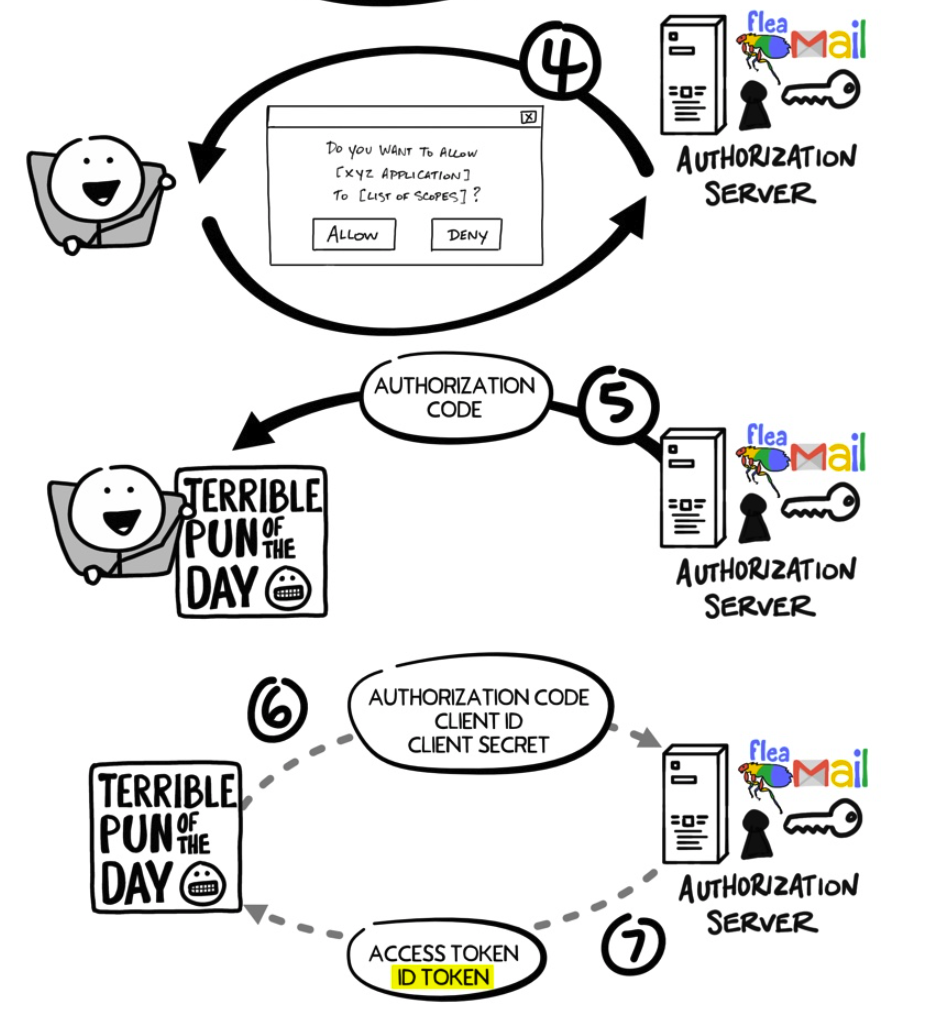 4
flea
Mail
DO YOU WANT TO ALLOW
[XYZ APPLICATION]
TO [LIST OF SCOPES]?
ALLOW
DENY
AUTHORIZATION
SERVER
AUTHORIZATION
CODE
5
flea
Mail
TERRIBLE
PUN OF THE
DAY
AUTHORIZATION
SERVER
6
AUTHORIZATION CODE
CLIENT ID
CLIENT SECRET
flea
Mail
TERRIBLE
PUN OF THE
DAY
AUTHORIZATION
SERVER
7
ACCESS TOKEN
ID TOKEN